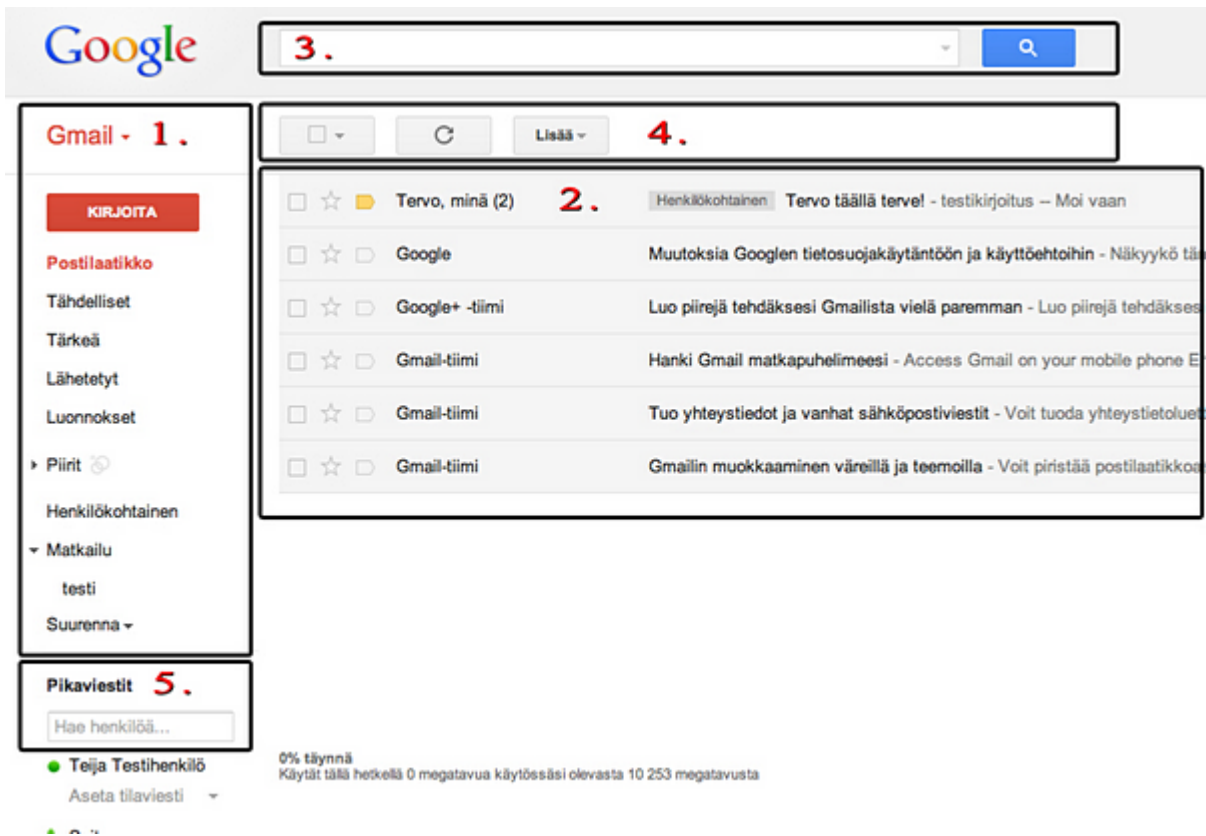 Google
3.
Gmail
1.
Lisää
4.
KIRJOITA
Postilaatikko
Tähdelliset
Tärkeä
Lähetetyt
Luonnokset
Piirit
Henkilökohtainen
Matkailu
testi
Suurenna
Tervo, minä (2) 2. Henkilökohtainen Tervo täällä terve! - testikirjoitus -- Moi vaan
Google Muutoksia Googlen tietosuojakäytäntöön ja käyttöehtoihin - Näkyykö tän
Google+ -tiimi Luo piirejä tehdäksesi Gmailista vielä paremman - Luo piirejä tehdäksesi
Gmail-tiimi Hanki Gmail matkapuhelimeesi - Access Gmail on your mobile phone
Gmail-tiimi Tuo yhteystiedot ja vanhat sähköpostiviestit - Voit tuoda yhteystietoluet
Gmail-tiimi Gmailin muokkaaminen väreillä ja teemoilla - Voit piristää postilaatikkoa
Pikaviestit 5.
Hae henkilöä...
Teija Testihenkilö
Aseta tilaviesti
0% täynnä
Käytät tällä hetkellä 0 megatavua käytössäsi olevasta 10 253 megatavusta